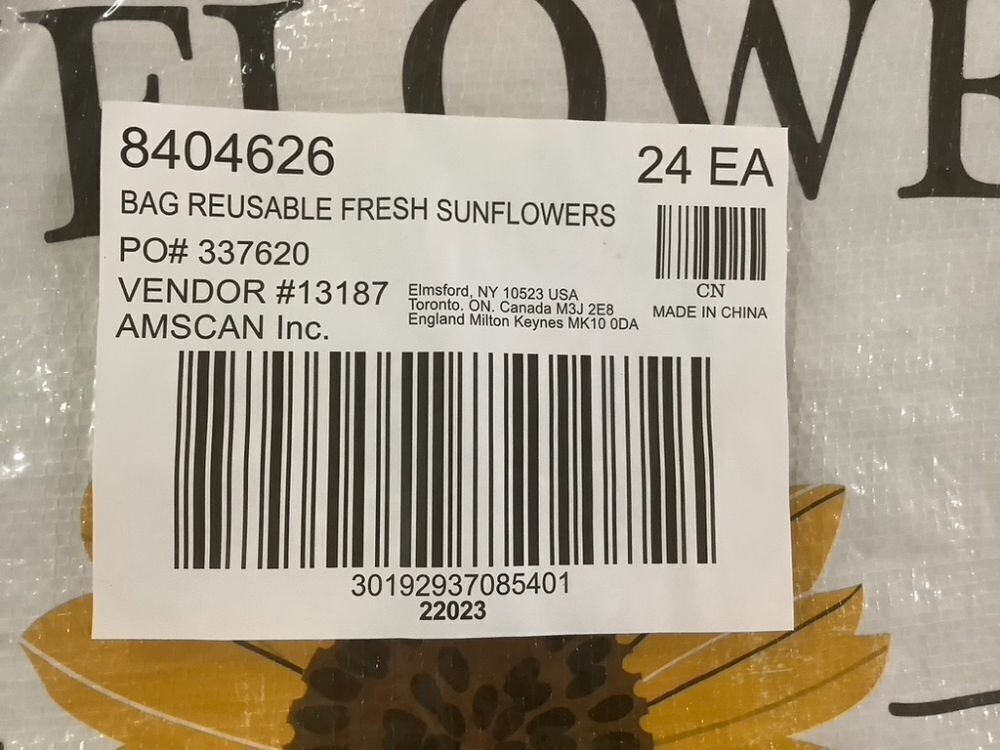 FLOWE
8404626
24 EA
BAG REUSABLE FRESH SUNFLOWERS
PO# 337620
VENDOR #13187
AMSCAN Inc.
Elmsford, NY 10523 USA
Toronto, ON. Canada M3J 2E8
England Milton Keynes MK10 0DA
CN
MADE IN CHINA
30192937085401
22023